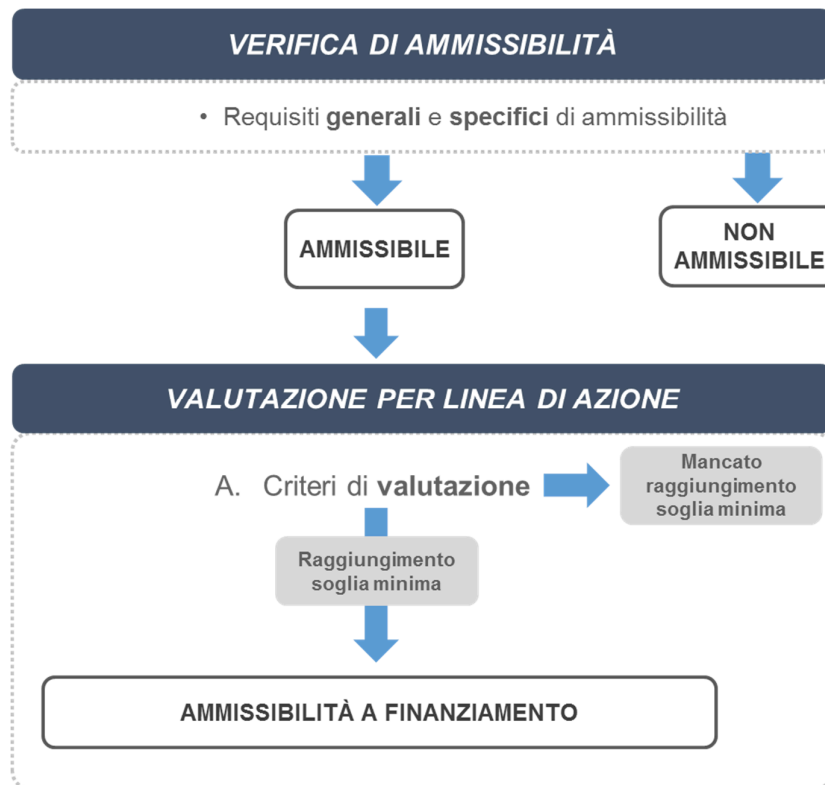 VERIFICA DI AMMISSIBILITÀ
• Requisiti generali e specifici di ammissibilità
AMMISSIBILE
NON
AMMISSIBILE
VALUTAZIONE PER LINEA DI AZIONE
A. Criteri di valutazione
Mancato
raggiungimento
soglia minima
Raggiungimento
soglia minima
AMMISSIBILITÀ A FINANZIAMENTO